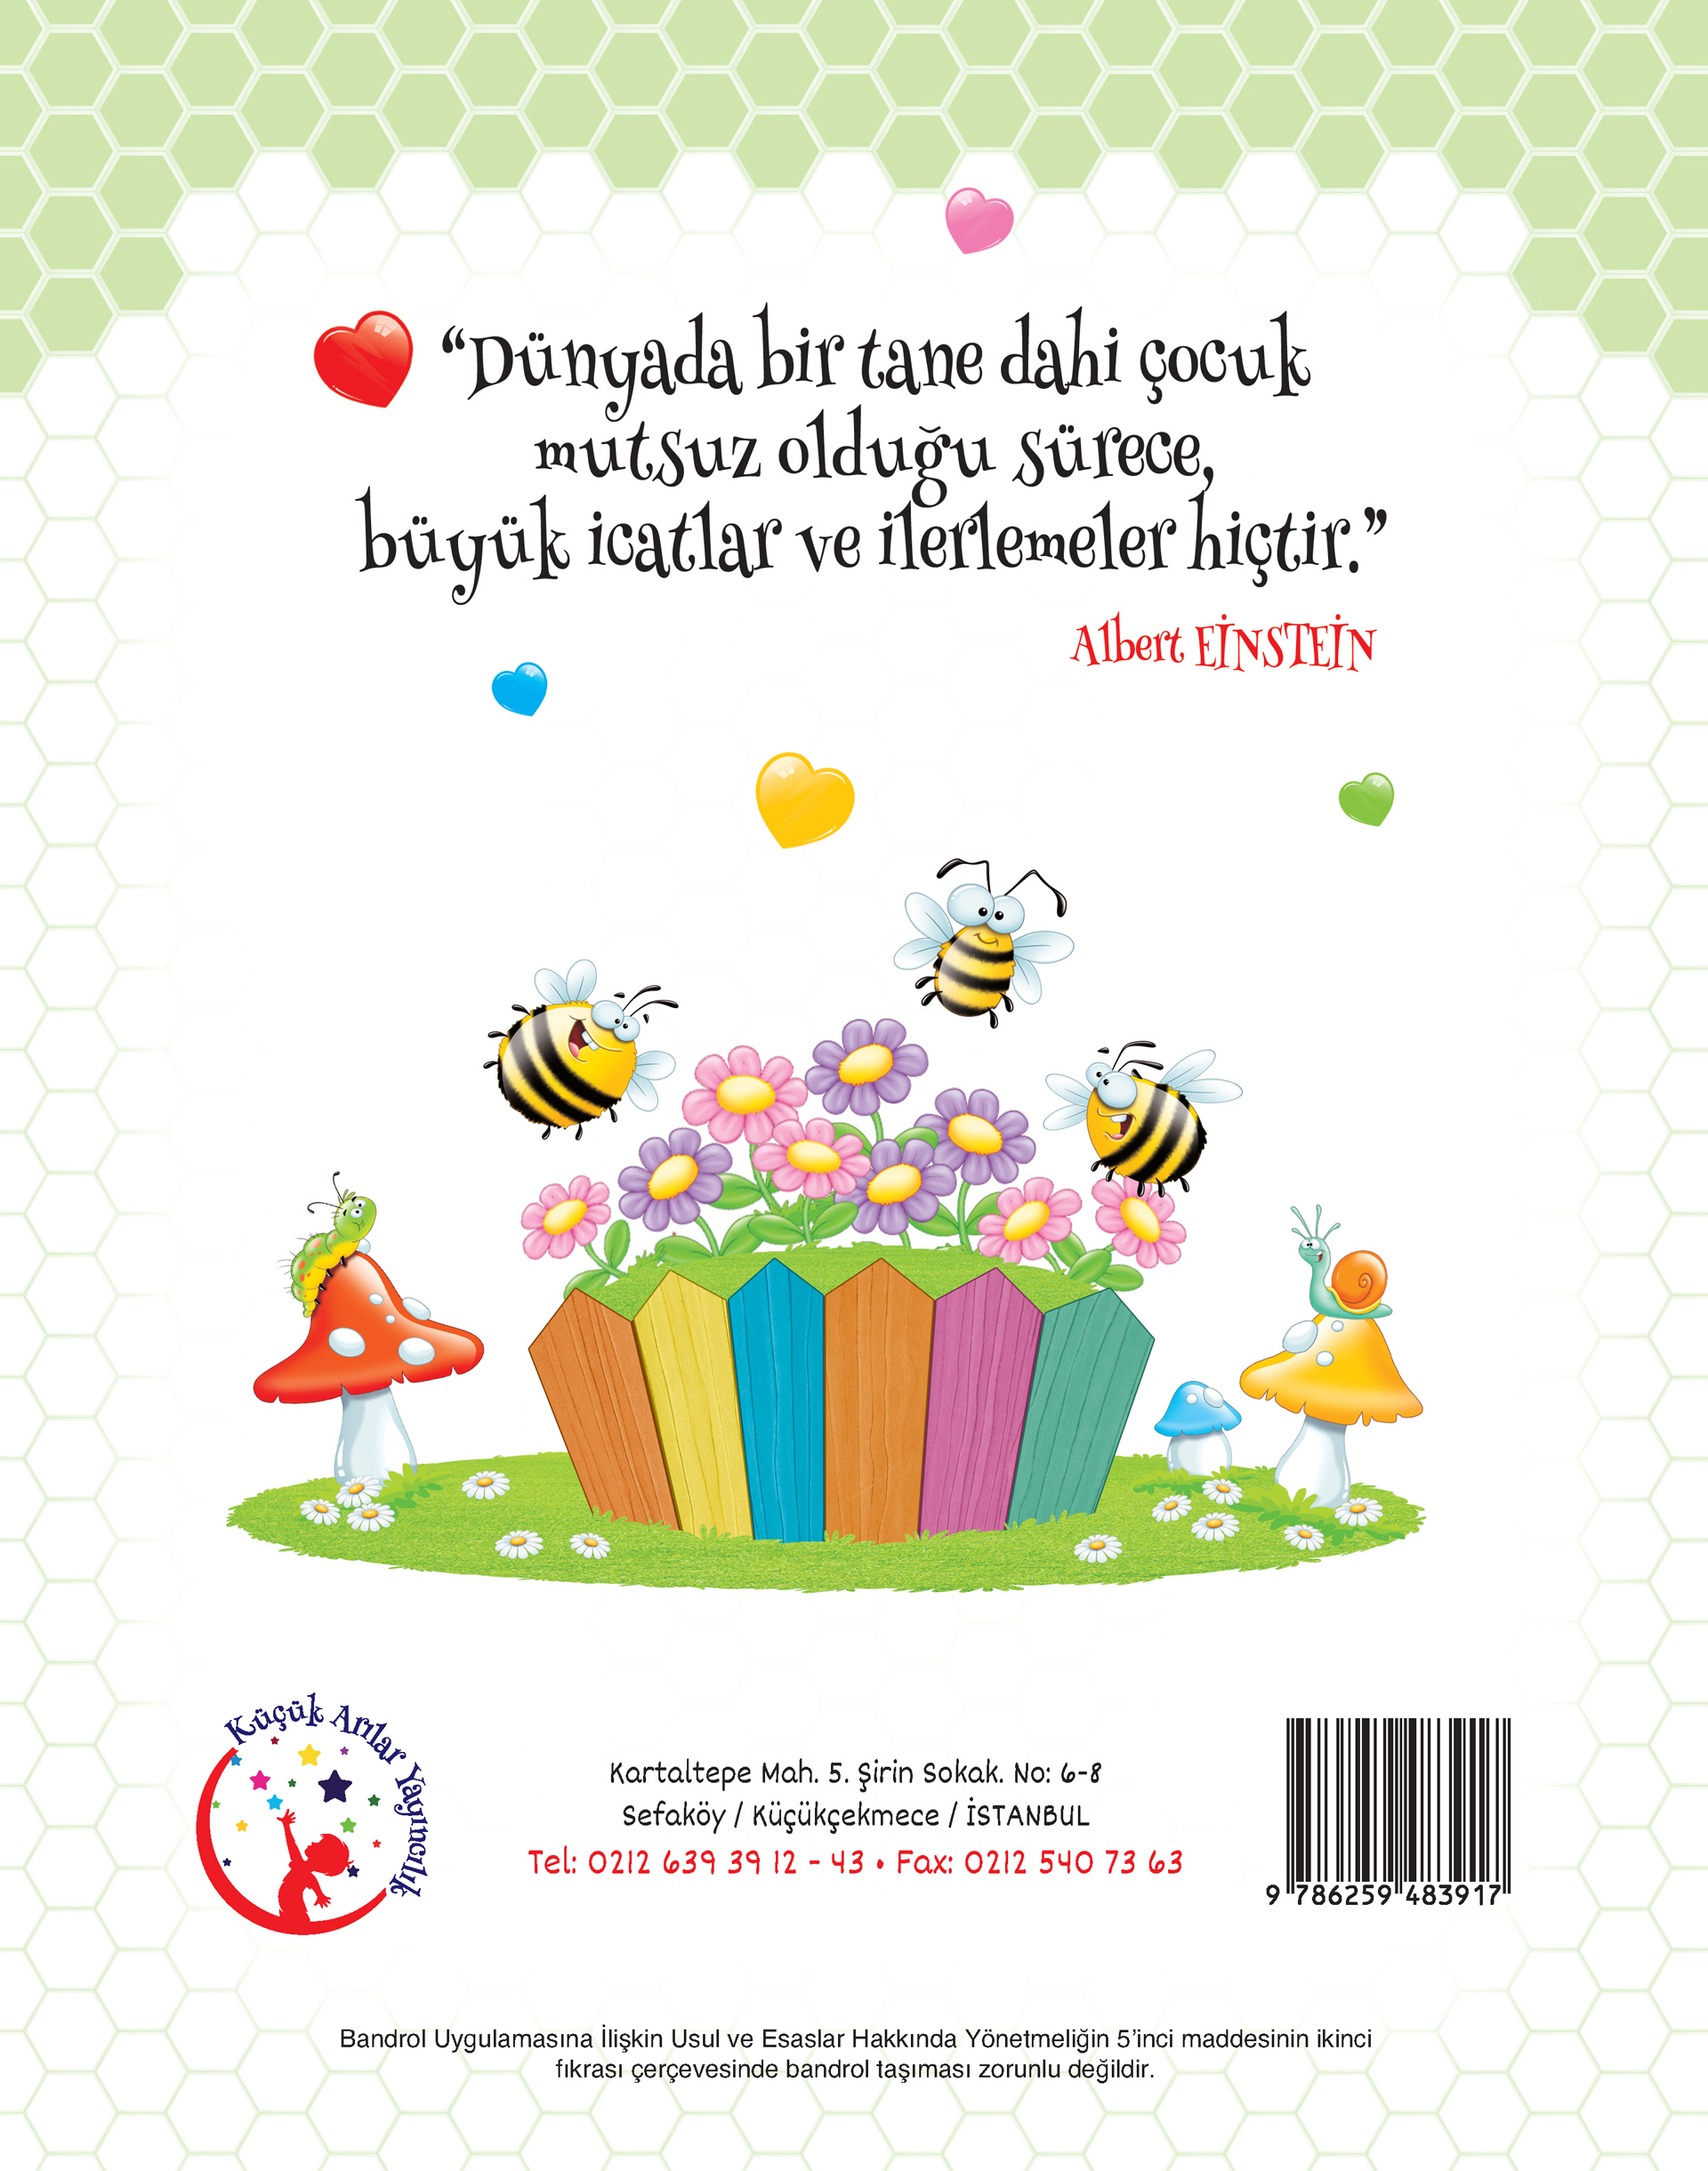 “Dünyada bir tane dahi çocuk
mutsuz olduğu sürece,
büyük icatlar ve ilerlemeler hiçtir.”
Albert EİNSTEİN
Küçük Arılar Yayıncılık
Kartaltepe Mah. 5. Şirin Sokak. No: 6-8
Sefaköy / Küçükçekmece / İSTANBUL
Tel: 0212 639 39 12 - 43 • Fax: 0212 540 73 63
9 786259 483917
Bandrol Uygulamasına İlişkin Usul ve Esaslar Hakkında Yönetmeliğin 5’inci maddesinin ikinci
fıkrası çerçevesinde bandrol taşıması zorunlu değildir.